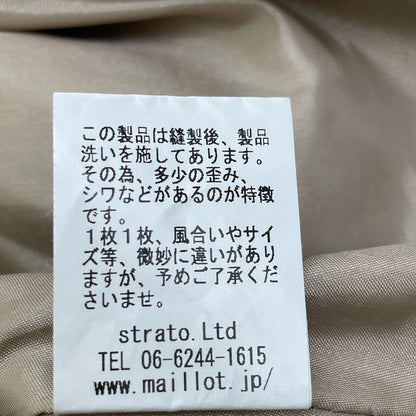 この製品は縫製後、製品
洗いを施してあります。
その為、多少の歪み、
シワなどがあるのが特徴
です。
１枚１枚、風合いやサイ
ズ等、微妙に違いがあり
ますが、予めご了承くだ
さいませ。
strato.Ltd
TEL 06-6244-1615
www.maillot.jp/